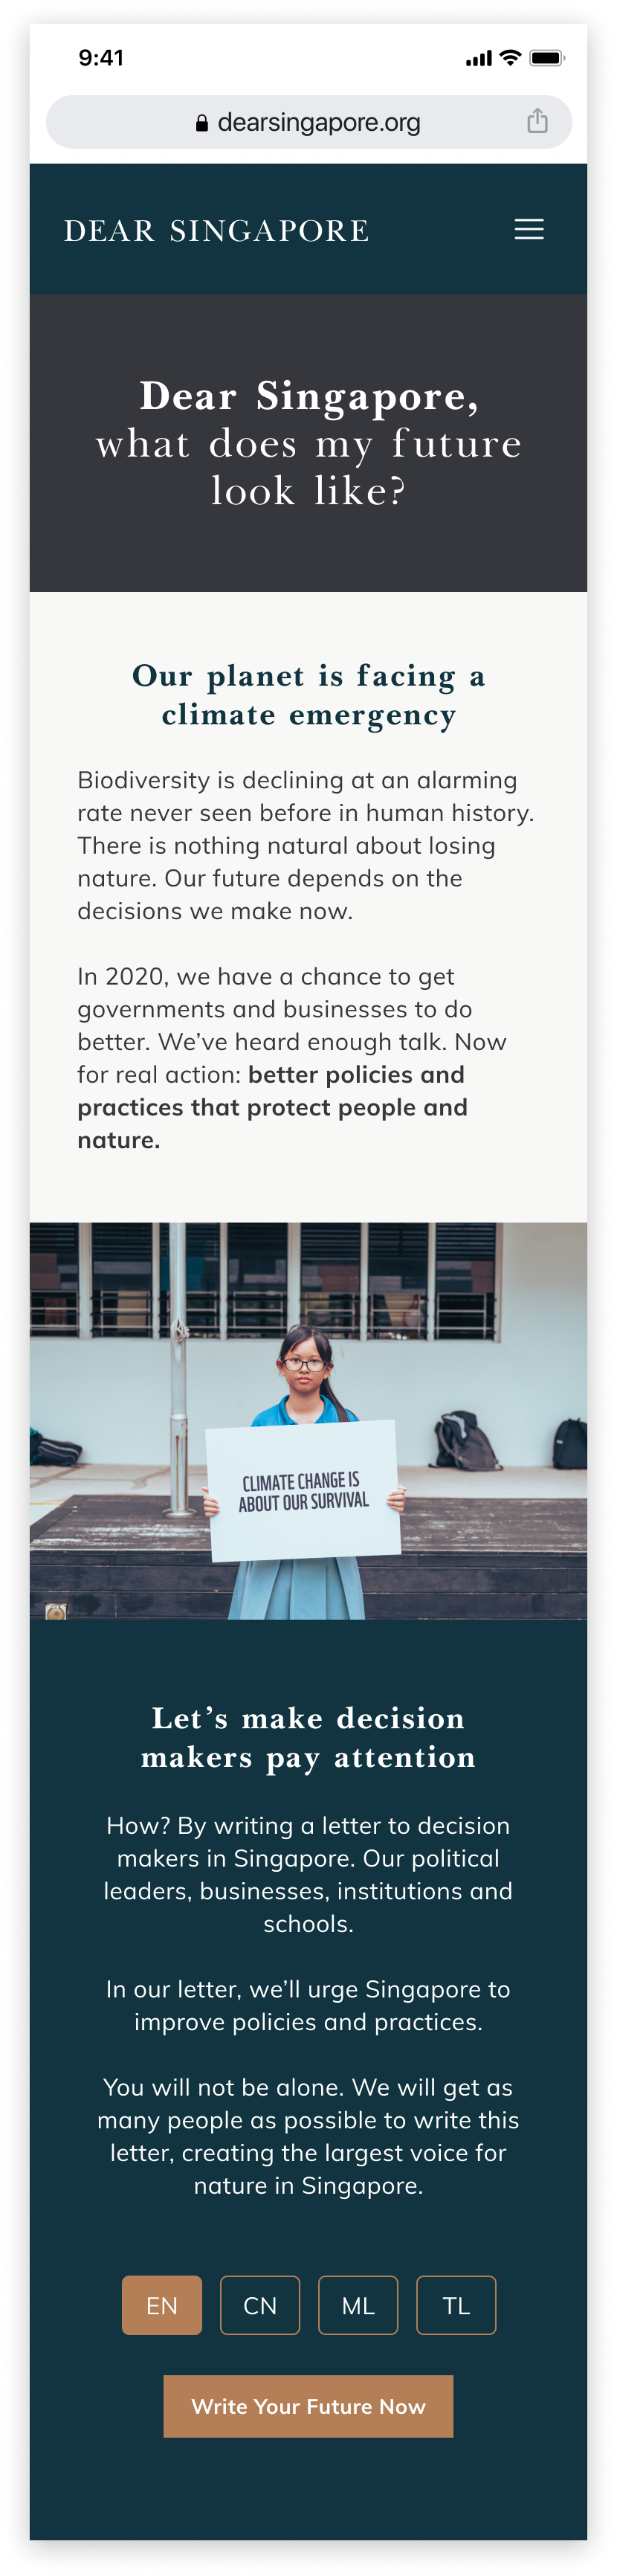 9:41
dearsingapore.org
DEAR SINGAPORE
Dear Singapore,
what does my future
look like?
Our planet is facing a
climate emergency
Biodiversity is declining at an alarming
rate never seen before in human history.
There is nothing natural about losing
nature. Our future depends on the
decisions we make now.
In 2020, we have a chance to get
governments and businesses to do
better. We’ve heard enough talk. Now
for real action: better policies and
practices that protect people and
nature.
CLIMATE CHANGE IS
ABOUT OUR SURVIVAL
Let’s make decision
makers pay attention
How? By writing a letter to decision
makers in Singapore. Our political
leaders, businesses, institutions and
schools.
In our letter, we’ll urge Singapore to
improve policies and practices.
You will not be alone. We will get as
many people as possible to write this
letter, creating the largest voice for
nature in Singapore.
EN CN ML TL
Write Your Future Now